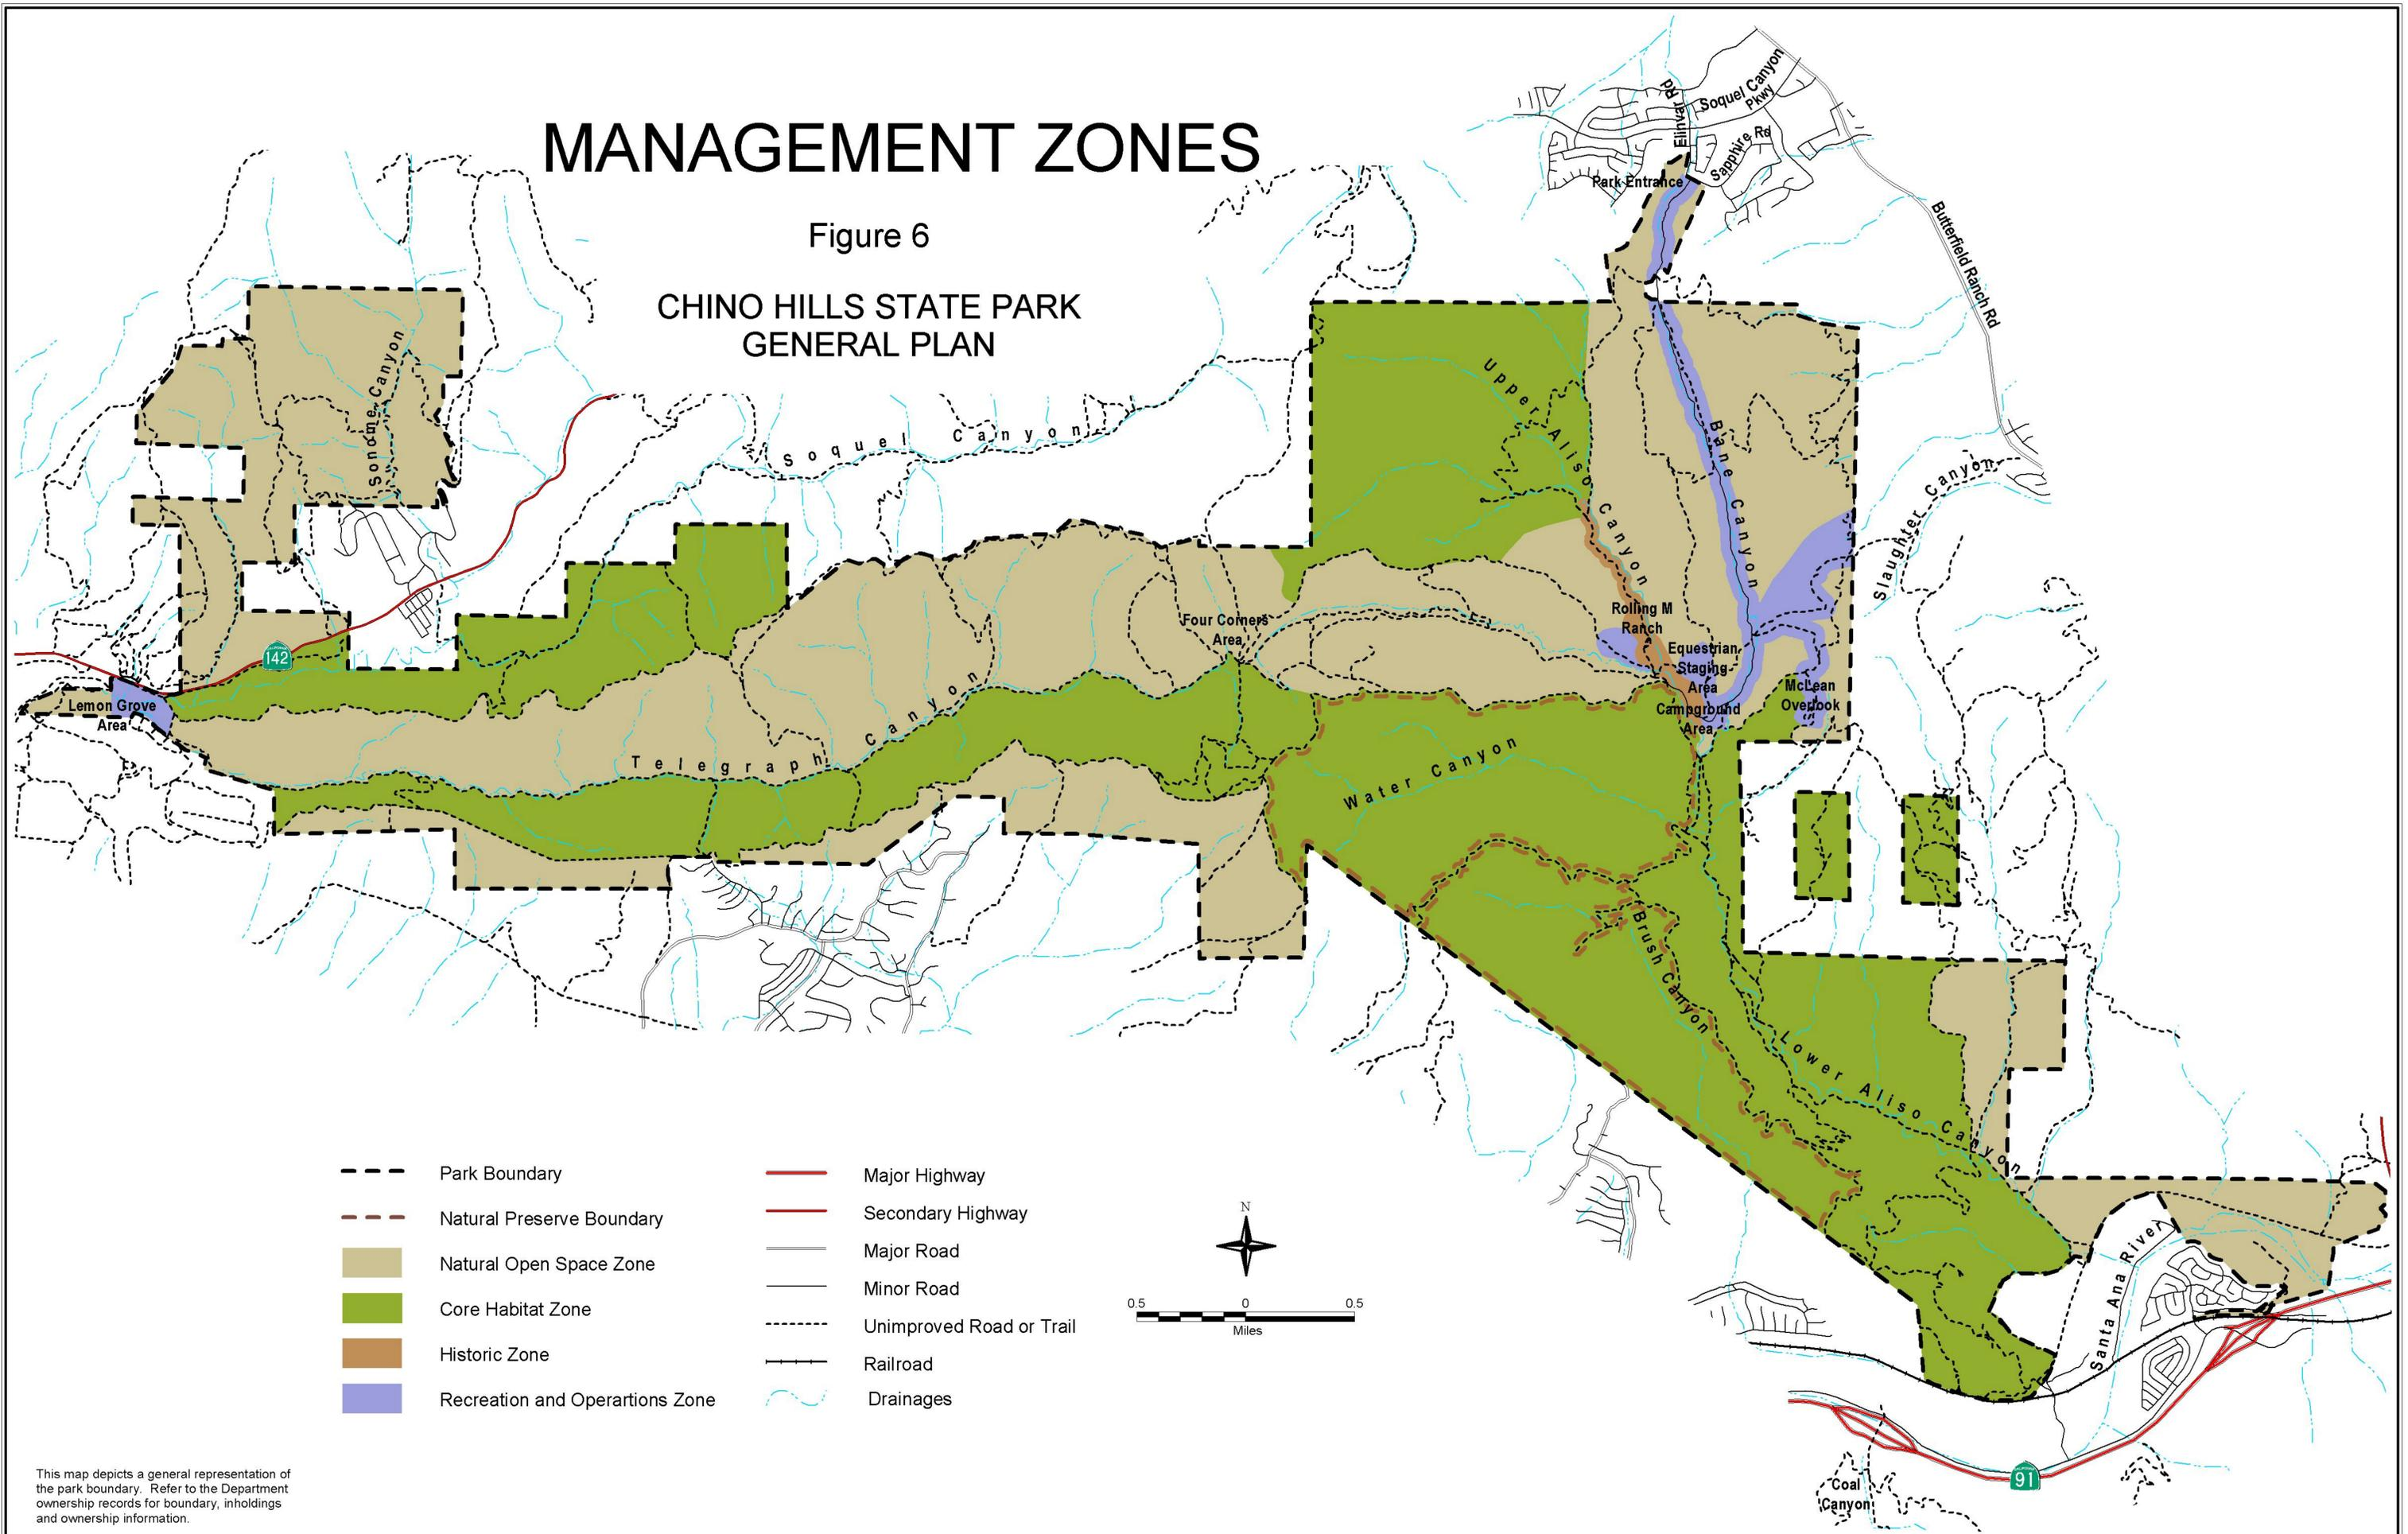 MANAGEMENT ZONES
Figure 6
CHINO HILLS STATE PARK
GENERAL PLAN
Elinvar Rd
Soquel Canyon
Pkwy
Sapphire Rd
Park Entrance
Butterfield Ranch Rd
Sonome Canyon
Soquel Canyon
Upper Aliso Canyon
Bane Canyon
Slaughter Canyon
142
Four Corners
Area
Rolling M
Ranch
Equestrian
Staging
Area
McLean
Overlook
Campground
Area
Lemon Grove
Area
Telegraph Canyon
Water Canyon
Brush Canyon
Lower Aliso Canyon
Santa Ana River
91
Coal
Canyon
Park Boundary
Natural Preserve Boundary
Natural Open Space Zone
Core Habitat Zone
Historic Zone
Recreation and Operartions Zone
Major Highway
Secondary Highway
Major Road
Minor Road
Unimproved Road or Trail
Railroad
Drainages
N
0.5 0 0.5
Miles
This map depicts a general representation of
the park boundary. Refer to the Department
ownership records for boundary, inholdings
and ownership information.